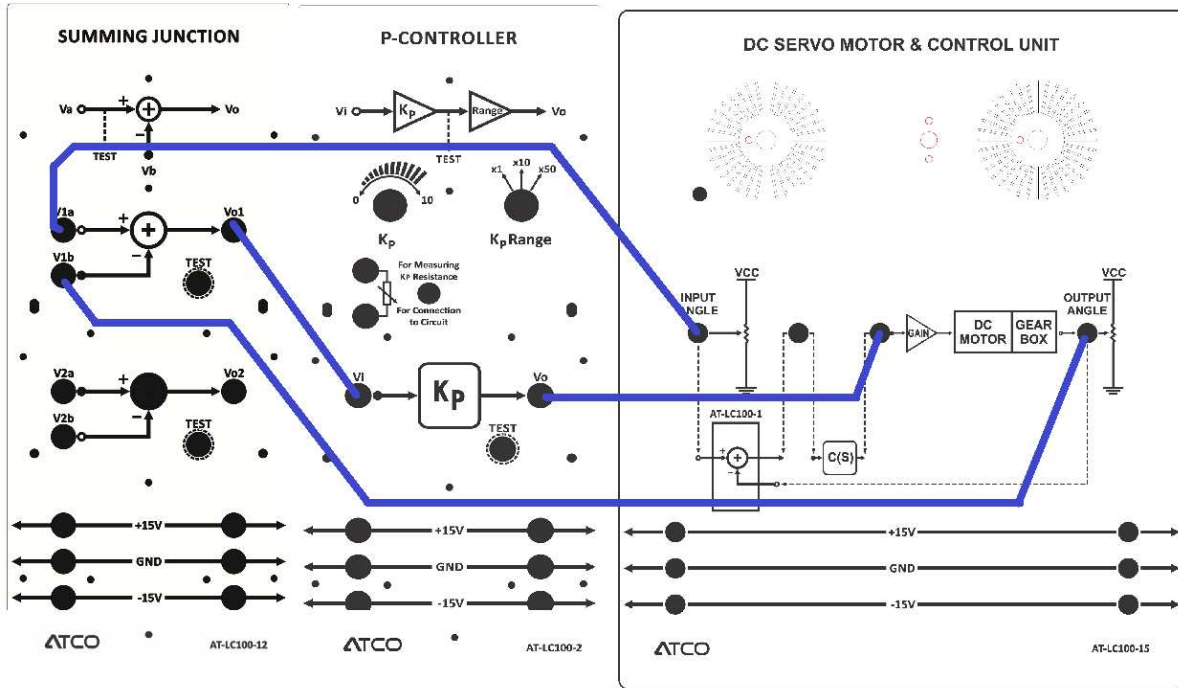 SUMMING JUNCTION
Va
+
+
Vo
−
TEST
Vb
V1a
+
+
Vo1
V1b
−
TEST
V2a
+
Vo2
V2b
−
TEST
+15V
GND
-15V
ATCO
AT-LC100-12
P-CONTROLLER
Vi
KP
Range
Vo
TEST
0
10
x1
x10
x50
KP
KP Range
For Measuring
KP Resistance
For Connection
to Circuit
Vi
KP
Vo
TEST
+15V
GND
-15V
ATCO
AT-LC100-2
DC SERVO MOTOR & CONTROL UNIT
VCC
VCC
INPUT
ANGLE
OUTPUT
ANGLE
GAIN
DC
MOTOR
GEAR
BOX
AT-LC100-1
+
+
−
C(S)
+15V
GND
-15V
ATCO
AT-LC100-15